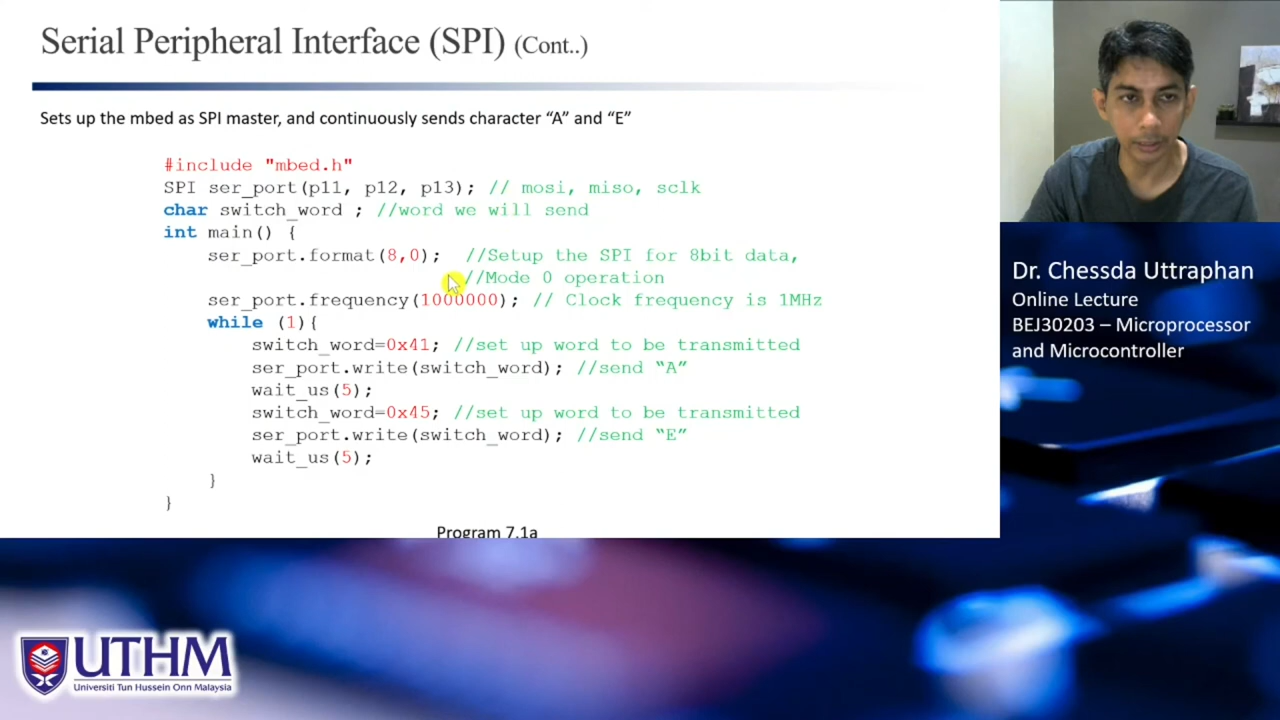 Serial Peripheral Interface (SPI) (Cont..)
Sets up the mbed as SPI master, and continuously sends character “A” and “E”
#include "mbed.h"
SPI ser_port(p11, p12, p13); // mosi, miso, sclk
char switch_word ; //word we will send
int main() {
ser_port.format(8,0); //Setup the SPI for 8bit data,
//Mode 0 operation
ser_port.frequency(1000000); // Clock frequency is 1MHz
while (1){
switch_word=0x41; //set up word to be transmitted
ser_port.write(switch_word); //send “A”
wait_us(5);
switch_word=0x45; //set up word to be transmitted
ser_port.write(switch_word); //send “E”
wait_us(5);
}
}
Program 7.1a
Dr. Chessda Uttraphan
Online Lecture
BEJ30203 – Microprocessor
and Microcontroller
UTHM
Universiti Tun Hussein Onn Malaysia